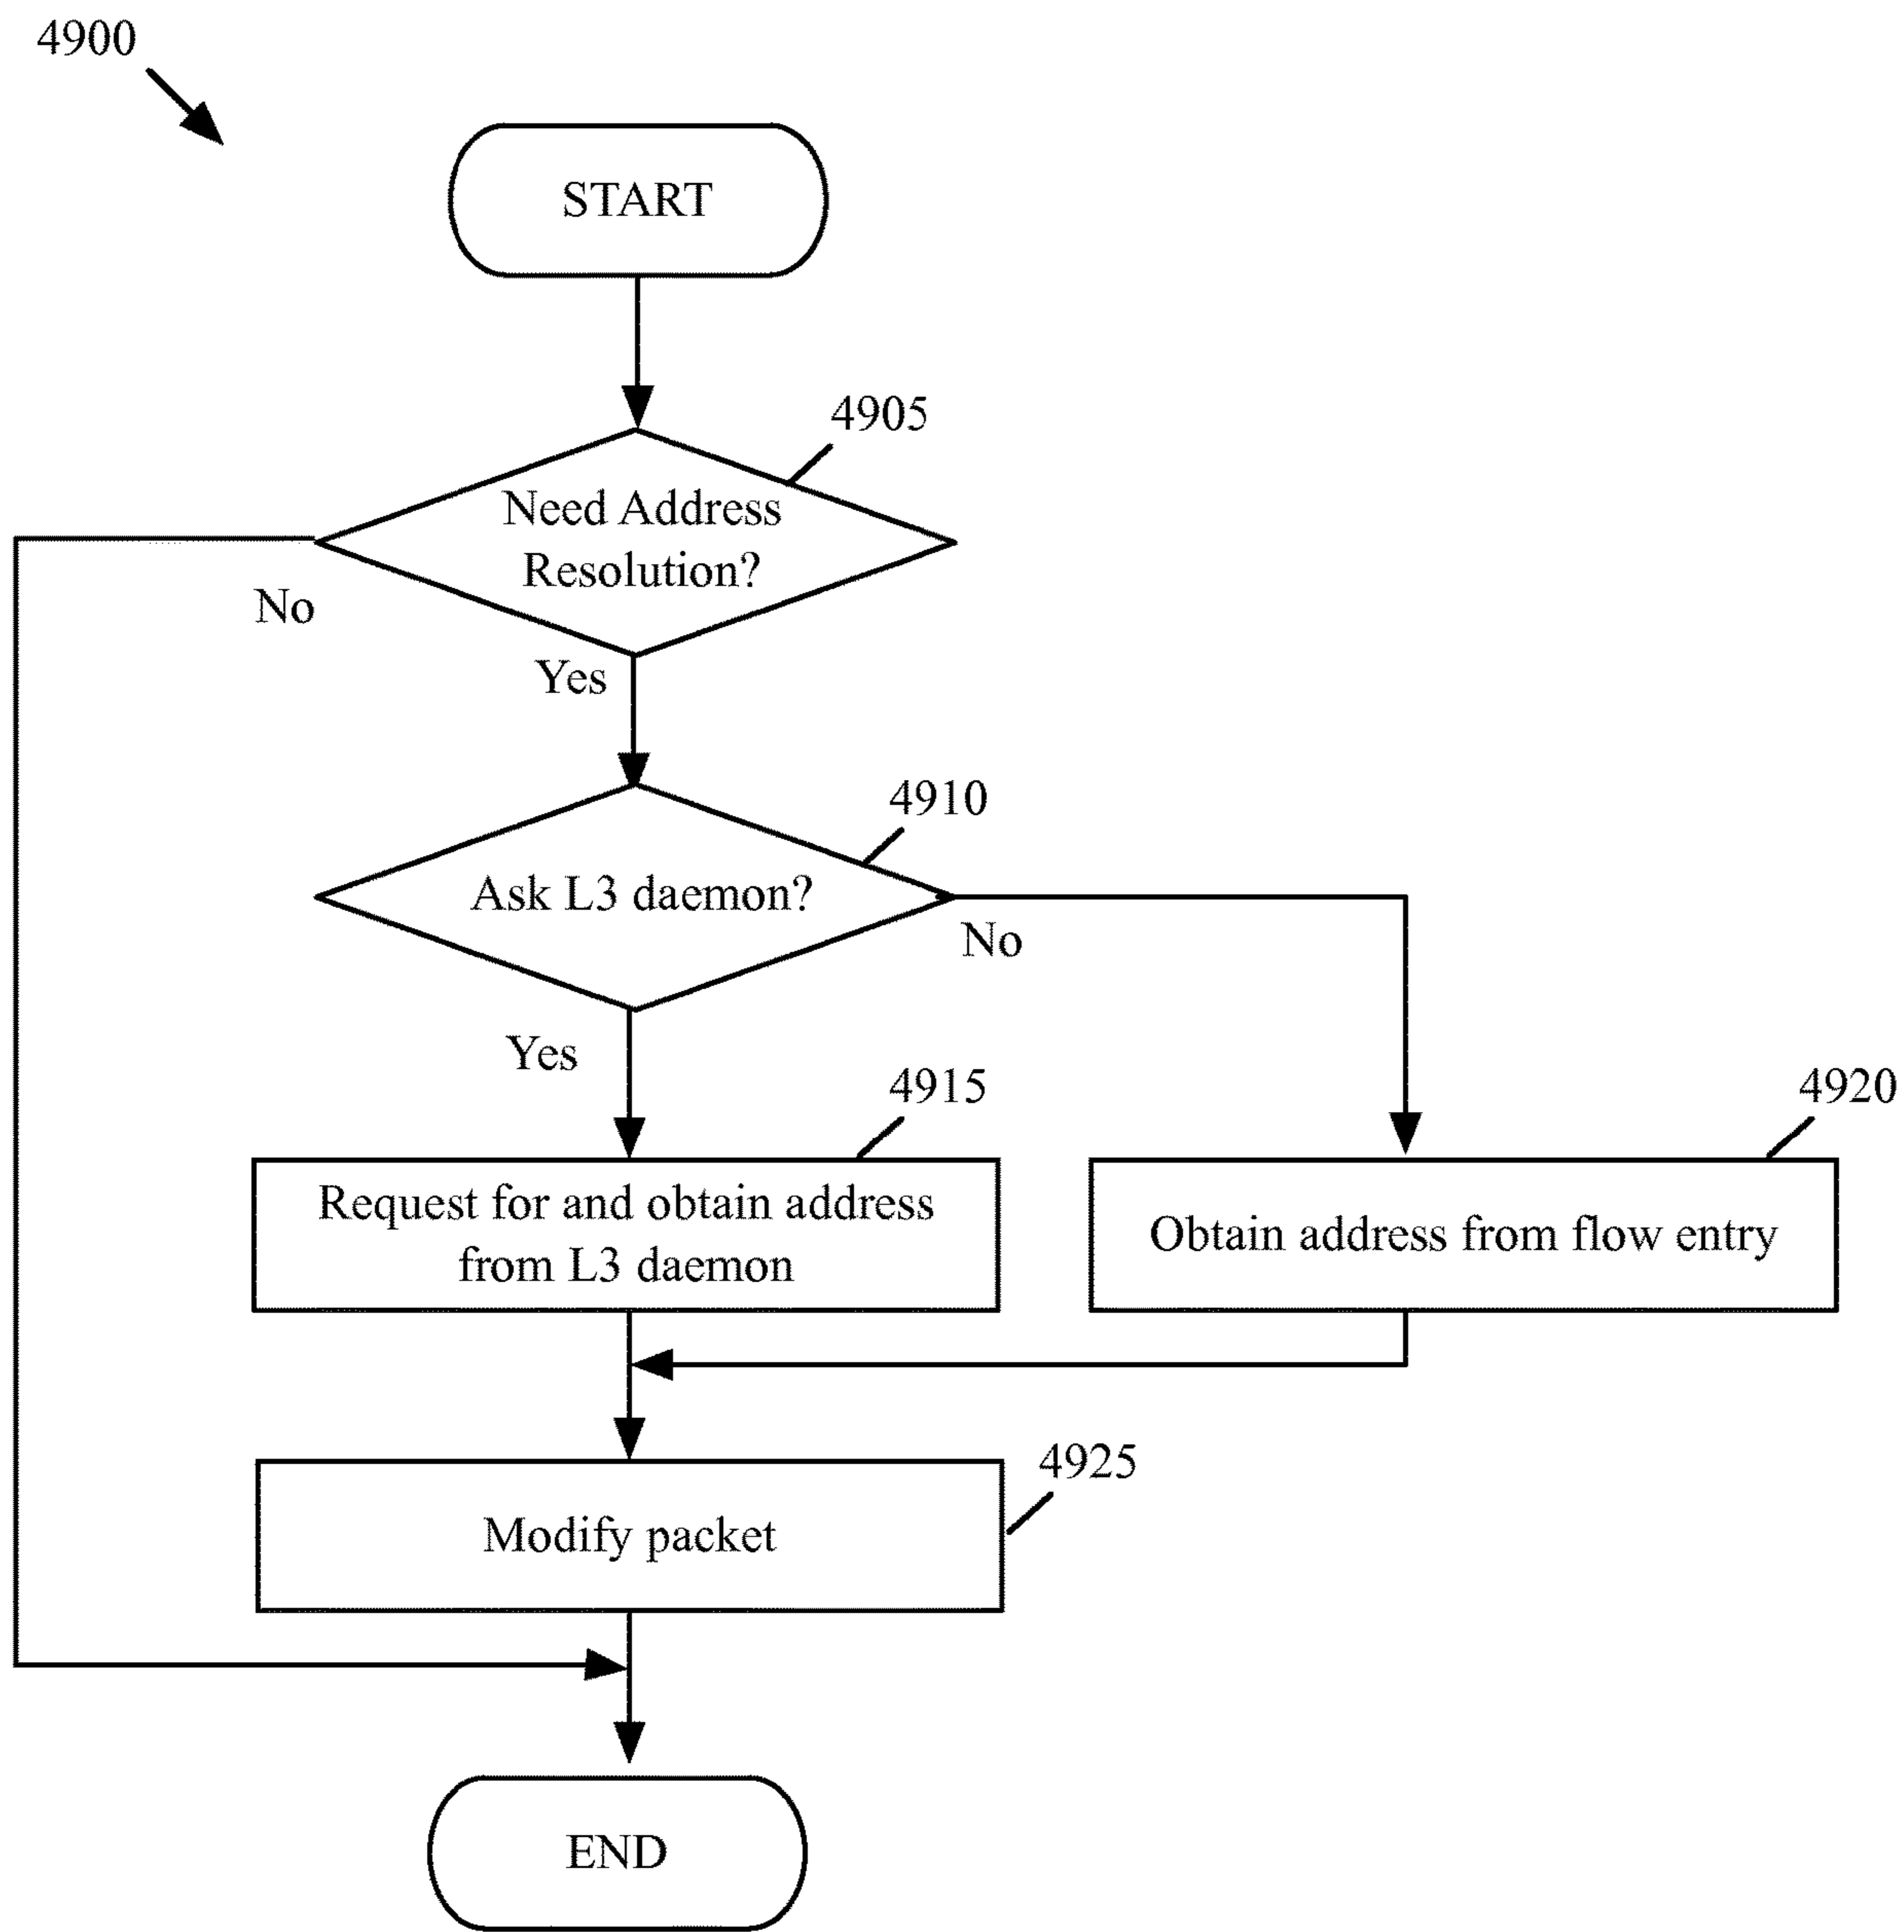 4900
START
4905
Need Address
Resolution?
No
Yes
4910
Ask L3 daemon?
No
Yes
4915
4920
Request for and obtain address
from L3 daemon
Obtain address from flow entry
4925
Modify packet
END